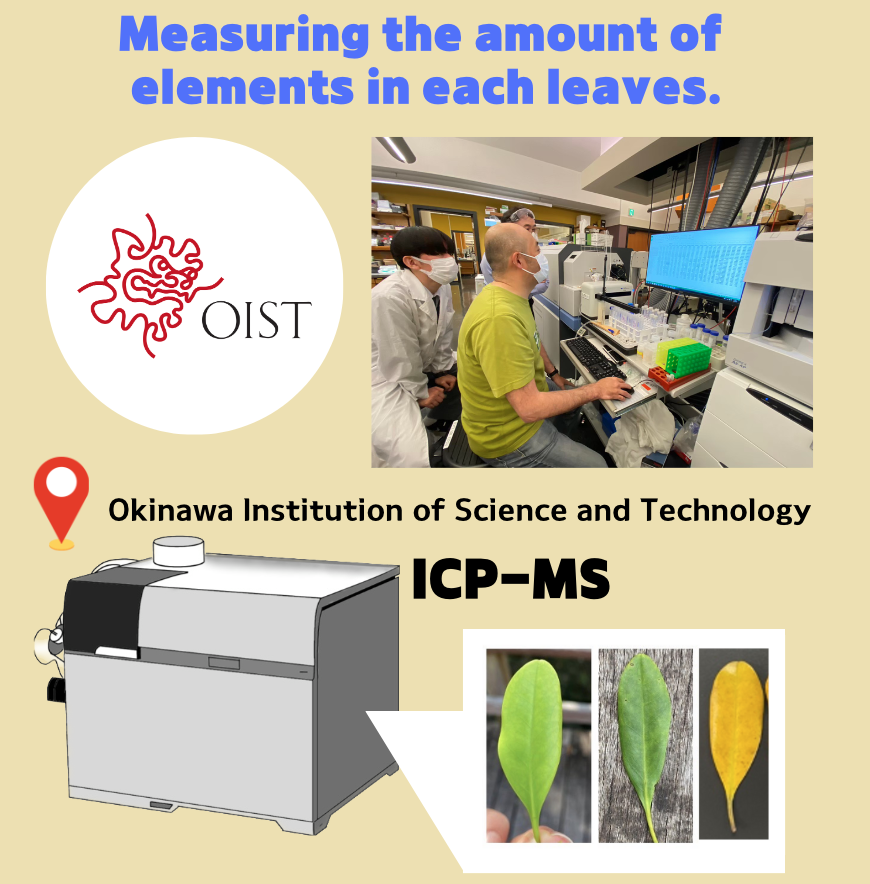 Measuring the amount of
elements in each leaves.
OIST
Okinawa Institution of Science and Technology
ICP-MS